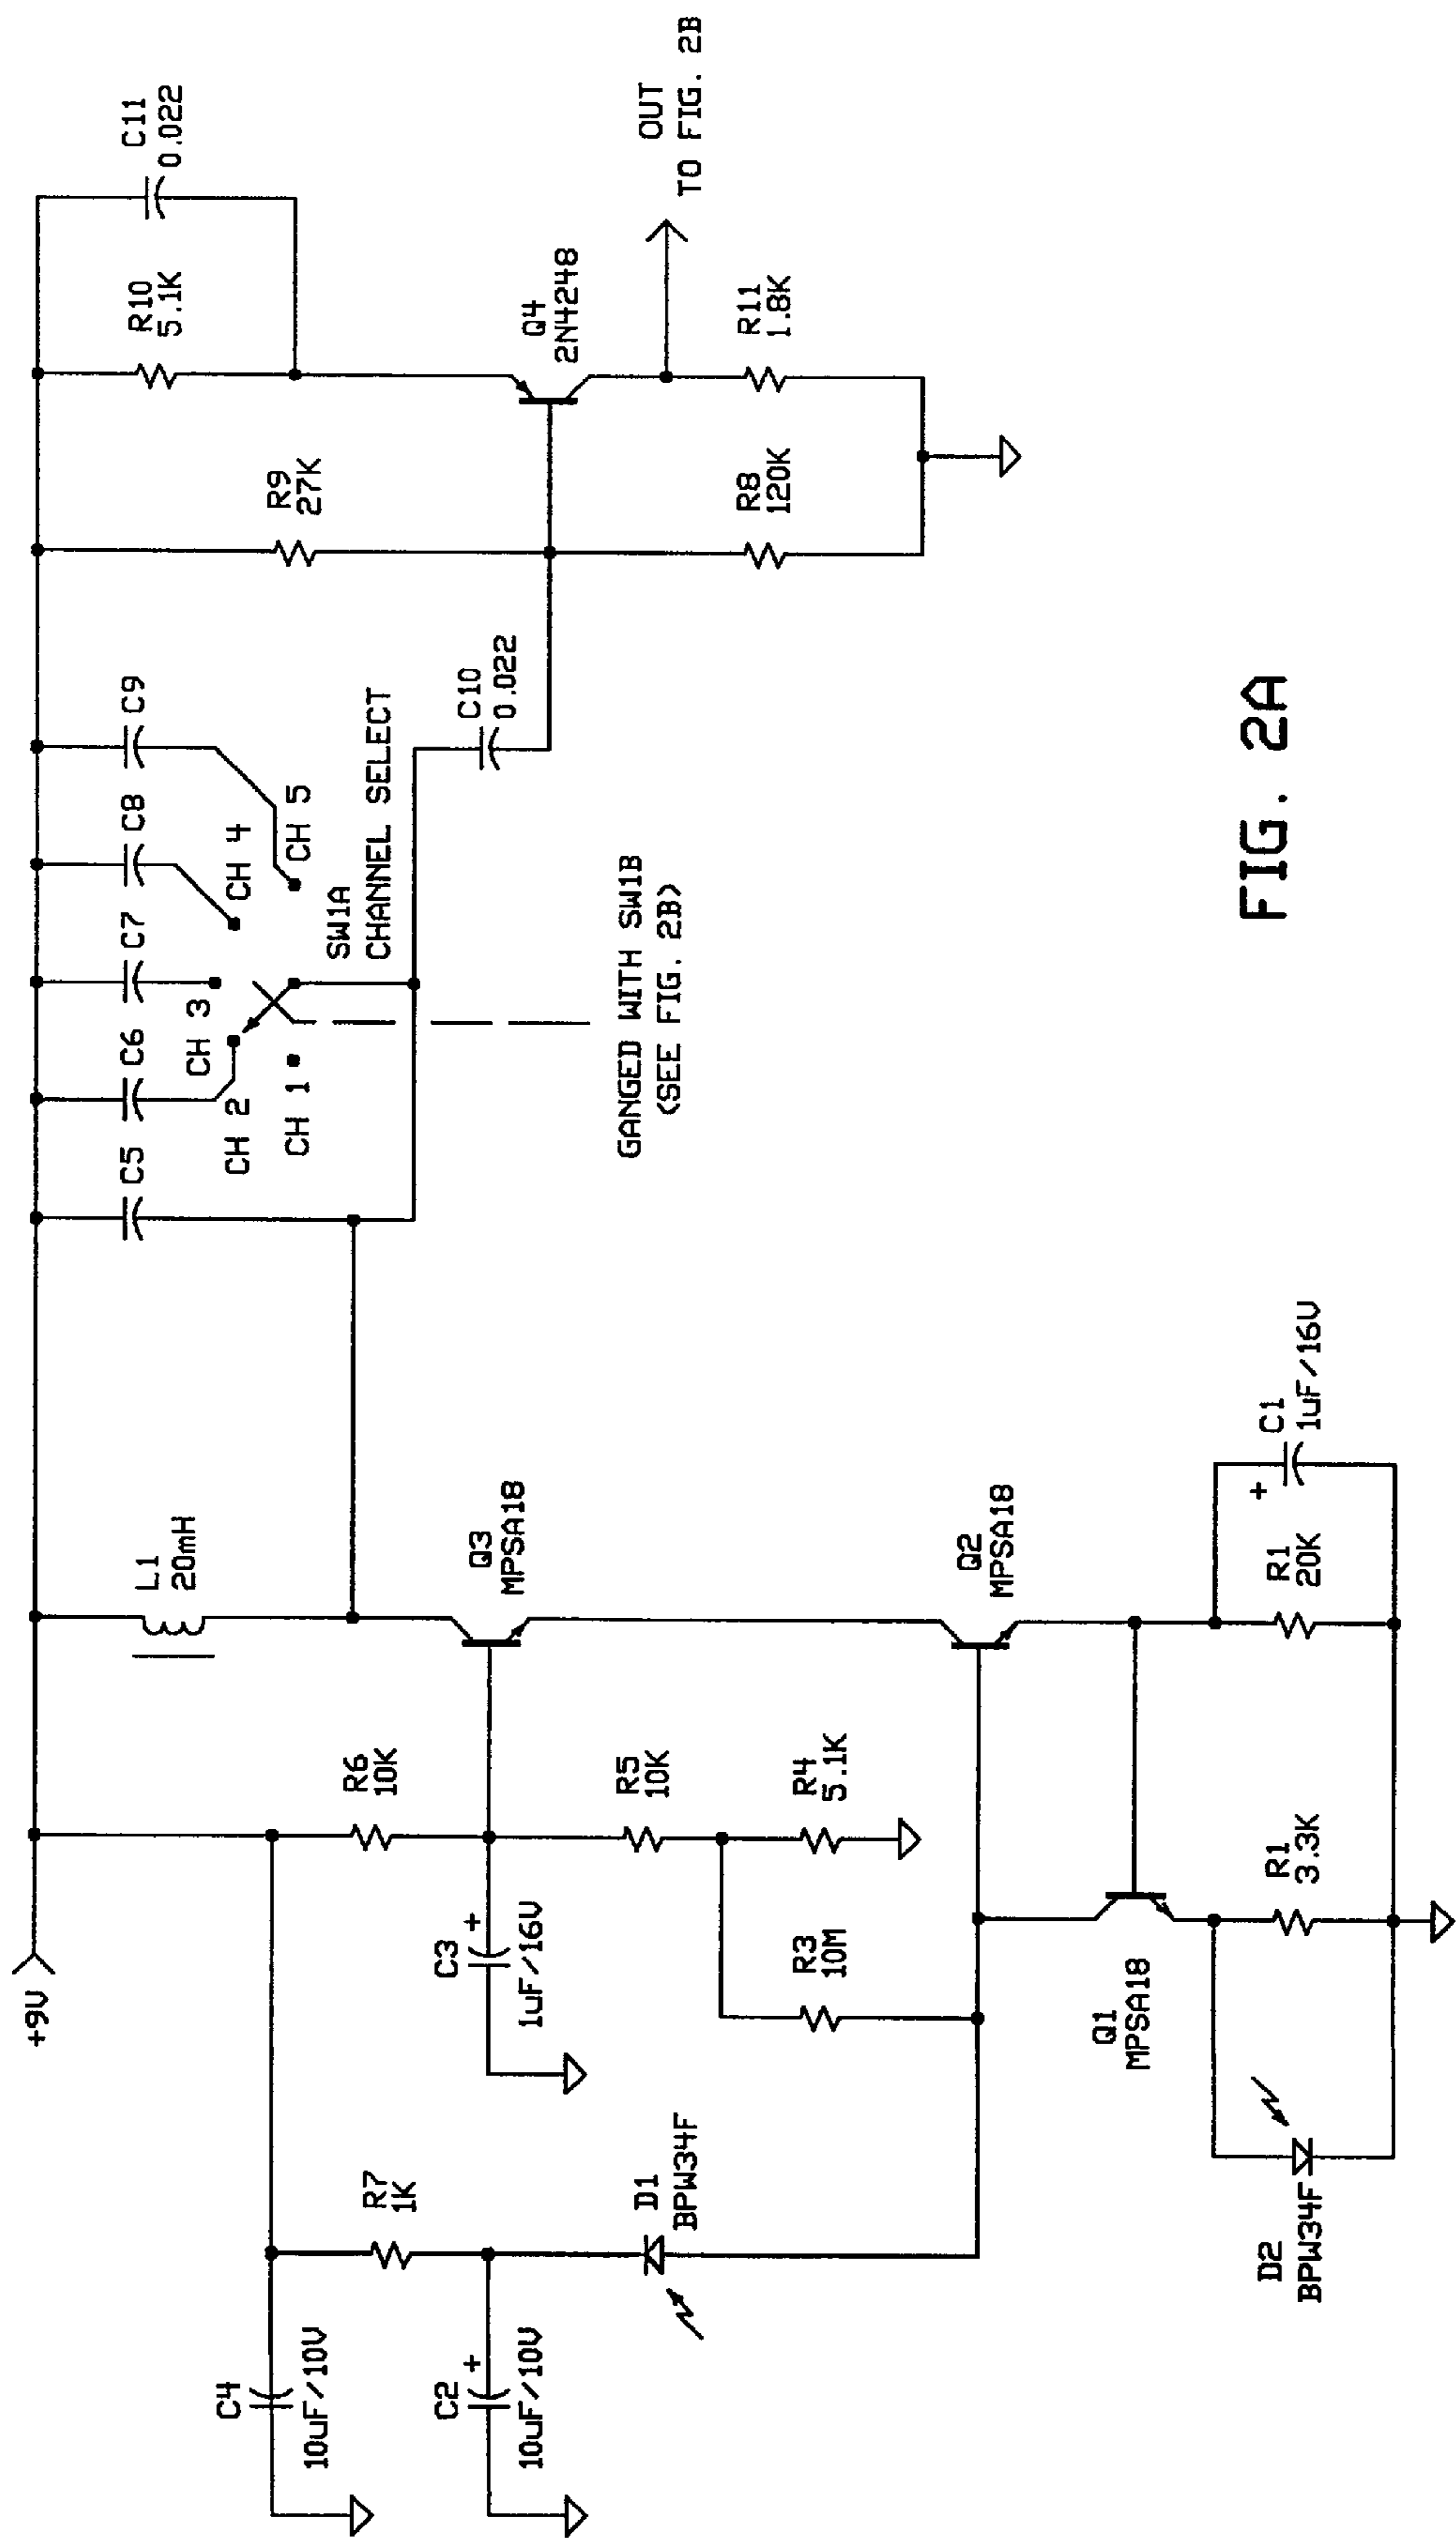 +9V
C4
10uF/10V
C2
10uF/10V
R7
1K
D1
BPW34F
D2
BPW34F
C3
+
1uF/16V
+
R3
10M
R6
10K
R5
10K
R4
5.1K
Q1
MPSA18
R1
3.3K
L1
20mH
Q3
MPSA18
Q2
MPSA18
R1
20K
+
C1
1uF/16V
C5
C6
C7
C8
C9
CH 1
CH 2
CH 3
CH 4
CH 5
SW1A
CHANNEL SELECT
GANGED WITH SW1B
(SEE FIG. 2B)
C10
0.022
R9
27K
R8
120K
R10
5.1K
C11
0.022
Q4
2N4248
R11
1.8K
OUT
TO FIG. 2B
FIG. 2A